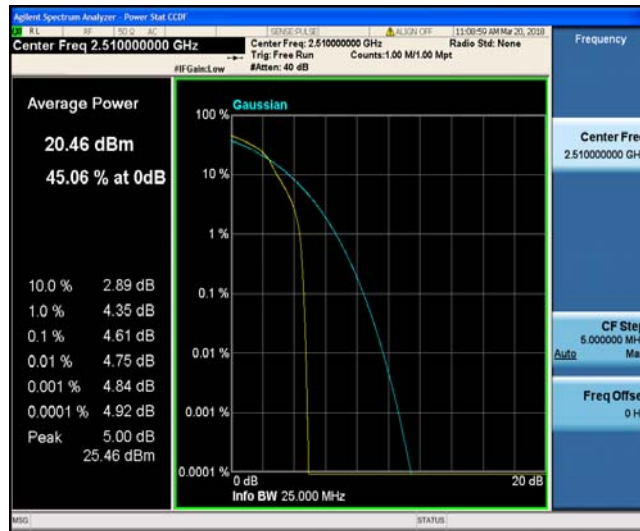 Agilent Spectrum Analyzer - Power Stat CCDF
RL RF 50 Ω AC SENSE:PULSE ALIGN OFF 11:08:59 AM Mar 20, 2018
Center Freq 2.510000000 GHz
Center Freq: 2.510000000 GHz Radio Std: None
Trig: Free Run Counts:1.00 M/1.00 Mpt
#IFGain:Low #Atten: 40 dB
Frequency
Average Power
20.46 dBm
45.06 % at 0dB
10.0 % 2.89 dB
1.0 % 4.35 dB
0.1 % 4.61 dB
0.01 % 4.75 dB
0.001 % 4.84 dB
0.0001 % 4.92 dB
Peak 5.00 dB
25.46 dBm
Gaussian
100 %
10 %
1 %
0.1 %
0.01 %
0.001 %
0.0001 %
0 dB 20 dB
Info BW 25.000 MHz
Center Fre
2.510000000 GH
CF Ste
5.000000 MH
Auto Ma
Freq Offse
0 H
MSG STATUS